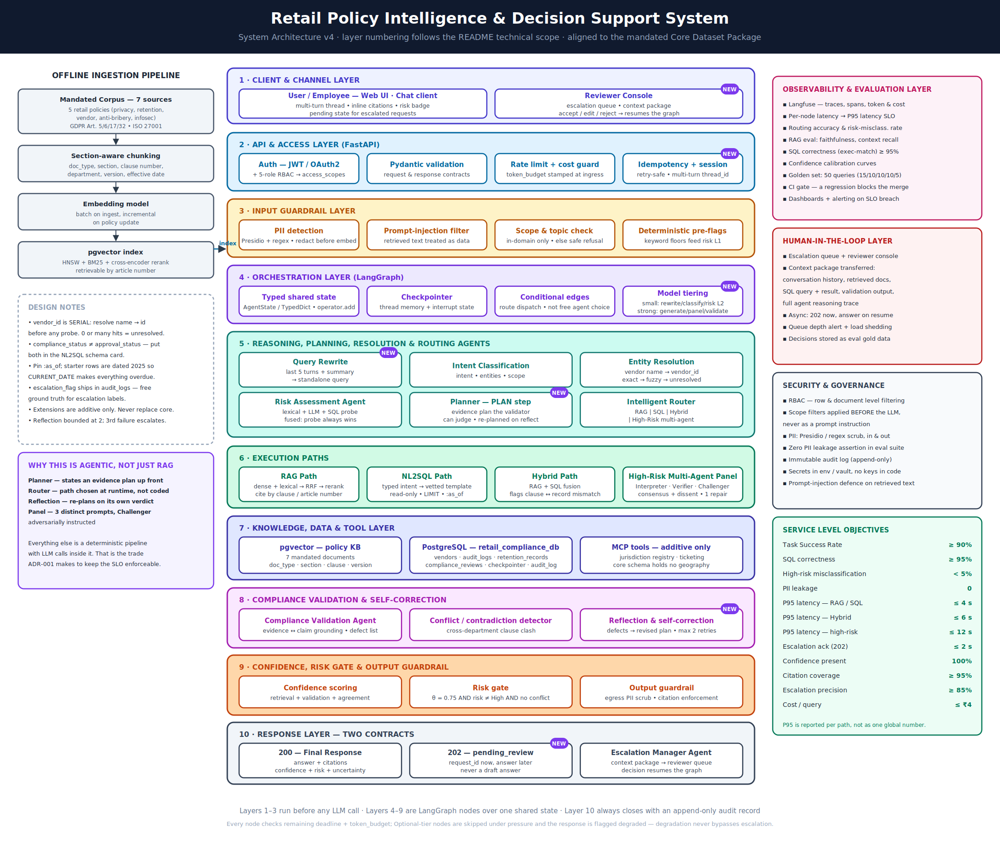 Retail Policy Intelligence & Decision Support System
System Architecture v4 · layer numbering follows the README technical scope · aligned to the mandated Core Dataset Package
OFFLINE INGESTION PIPELINE
Mandated Corpus — 7 sources
5 retail policies (privacy, retention,
vendor, anti-bribery, infosec)
GDPR Art. 5/6/17/32 • ISO 27001
Section-aware chunking
doc_type, section, clause number,
department, version, effective date
Embedding model
batch on ingest, incremental
on policy update
pgvector index
HNSW + BM25 + cross-encoder rerank
retrievable by article number
index
DESIGN NOTES
• vendor_id is SERIAL: resolve name → id
before any probe. 0 or many hits = unresolved.
• compliance_status ≠ approval_status — put
both in the NL2SQL schema card.
• Pin :as_of; starter rows are dated 2025 so
CURRENT_DATE makes everything overdue.
• escalation_flag ships in audit_logs — free
ground truth for escalation labels.
• Extensions are additive only. Never replace core.
• Reflection bounded at 2; 3rd failure escalates.
WHY THIS IS AGENTIC, NOT JUST RAG
Planner — states an evidence plan up front
Router — path chosen at runtime, not coded
Reflection — re-plans on its own verdict
Panel — 3 distinct prompts, Challenger
adversarially instructed
Everything else is a deterministic pipeline
with LLM calls inside it. That is the trade
ADR-001 makes to keep the SLO enforceable.
1 · CLIENT & CHANNEL LAYER
User / Employee — Web UI · Chat client
multi-turn thread • inline citations • risk badge
pending state for escalated requests
NEW
Reviewer Console
escalation queue • context package
accept / edit / reject → resumes the graph
2 · API & ACCESS LAYER (FastAPI)
Auth — JWT / OAuth2
+ 5-role RBAC → access_scopes
Pydantic validation
request & response contracts
Rate limit + cost guard
token_budget stamped at ingress
NEW
Idempotency + session
retry-safe • multi-turn thread_id
3 · INPUT GUARDRAIL LAYER
PII detection
Presidio + regex • redact before embed
Prompt-injection filter
retrieved text treated as data
Scope & topic check
in-domain only • else safe refusal
Deterministic pre-flags
keyword floors feed risk L1
4 · ORCHESTRATION LAYER (LangGraph)
Typed shared state
AgentState / TypedDict • operator.add
Checkpointer
thread memory + interrupt state
Conditional edges
route dispatch • not free agent choice
NEW
Model tiering
small: rewrite/classify/risk L2
strong: generate/panel/validate
5 · REASONING, PLANNING, RESOLUTION & ROUTING AGENTS
NEW
Query Rewrite
last 5 turns + summary
→ standalone query
Intent Classification
intent • entities • scope
Entity Resolution
vendor name → vendor_id
exact → fuzzy → unresolved
Risk Assessment Agent
lexical + LLM + SQL probe
fused: probe always wins
NEW
Planner — PLAN step
evidence plan the validator
can judge • re-planned on reflect
Intelligent Router
RAG | SQL | Hybrid
| High-Risk multi-agent
6 · EXECUTION PATHS
RAG Path
dense + lexical → RRF → rerank
cite by clause / article number
NL2SQL Path
typed intent → vetted template
read-only • LIMIT • :as_of
Hybrid Path
RAG + SQL fusion
flags clause ↔ record mismatch
High-Risk Multi-Agent Panel
Interpreter · Verifier · Challenger
consensus + dissent • 1 repair
7 · KNOWLEDGE, DATA & TOOL LAYER
pgvector — policy KB
7 mandated documents
doc_type · section · clause · version
PostgreSQL — retail_compliance_db
vendors · audit_logs · retention_records
compliance_reviews · checkpointer · audit_log
MCP tools — additive only
jurisdiction registry · ticketing
core schema holds no geography
8 · COMPLIANCE VALIDATION & SELF-CORRECTION
Compliance Validation Agent
evidence ↔ claim grounding • defect list
Conflict / contradiction detector
cross-department clause clash
NEW
Reflection & self-correction
defects → revised plan • max 2 retries
9 · CONFIDENCE, RISK GATE & OUTPUT GUARDRAIL
Confidence scoring
retrieval + validation + agreement
Risk gate
θ = 0.75 AND risk ≠ High AND no conflict
Output guardrail
egress PII scrub • citation enforcement
10 · RESPONSE LAYER — TWO CONTRACTS
200 — Final Response
answer + citations
confidence + risk + uncertainty
NEW
202 — pending_review
request_id now, answer later
never a draft answer
Escalation Manager Agent
context package → reviewer queue
decision resumes the graph
OBSERVABILITY & EVALUATION LAYER
▪ Langfuse — traces, spans, token & cost
▪ Per-node latency → P95 latency SLO
▪ Routing accuracy & risk-misclass. rate
▪ RAG eval: faithfulness, context recall
▪ SQL correctness (exec-match) ≥ 95%
▪ Confidence calibration curves
▪ Golden set: 50 queries (15/10/10/10/5)
▪ CI gate — a regression blocks the merge
▪ Dashboards + alerting on SLO breach
HUMAN-IN-THE-LOOP LAYER
▪ Escalation queue + reviewer console
▪ Context package transferred:
conversation history, retrieved docs,
SQL query + result, validation output,
full agent reasoning trace
▪ Async: 202 now, answer on resume
▪ Queue depth alert + load shedding
▪ Decisions stored as eval gold data
SECURITY & GOVERNANCE
▪ RBAC — row & document level filtering
▪ Scope filters applied BEFORE the LLM,
never as a prompt instruction
▪ PII: Presidio / regex scrub, in & out
▪ Zero PII leakage assertion in eval suite
▪ Immutable audit log (append-only)
▪ Secrets in env / vault, no keys in code
▪ Prompt-injection defence on retrieved text
SERVICE LEVEL OBJECTIVES
Task Success Rate ≥ 90%
SQL correctness ≥ 95%
High-risk misclassification < 5%
PII leakage 0
P95 latency — RAG / SQL ≤ 4 s
P95 latency — Hybrid ≤ 6 s
P95 latency — high-risk ≤ 12 s
Escalation ack (202) ≤ 2 s
Confidence present 100%
Citation coverage ≥ 95%
Escalation precision ≥ 85%
Cost / query ≤ ₹4
P95 is reported per path, not as one global number.
Layers 1–3 run before any LLM call · Layers 4–9 are LangGraph nodes over one shared state · Layer 10 always closes with an append-only audit record
Every node checks remaining deadline + token_budget; Optional-tier nodes are skipped under pressure and the response is flagged degraded — degradation never bypasses escalation.